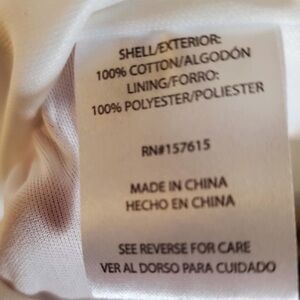 SHELL/EXTERIOR:
100% COTTON/ALGODÓN
LINING/FORRO:
100% POLYESTER/POLIESTER
RN#157615
MADE IN CHINA
HECHO EN CHINA
SEE REVERSE FOR CARE
VER AL DORSO PARA CUIDADO